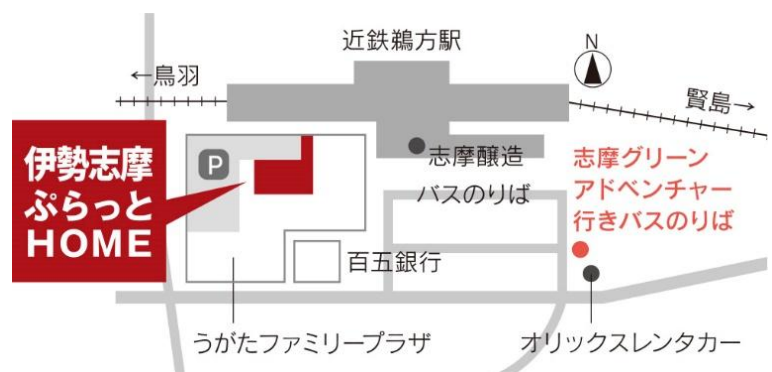 近鉄鵜方駅
N
←鳥羽
賢島→
伊勢志摩
ぷらっと
HOME
P
志摩醸造
バスのりば
志摩グリーン
アドベンチャー
行きバスのりば
百五銀行
うがたファミリープラザ
オリックスレンタカー